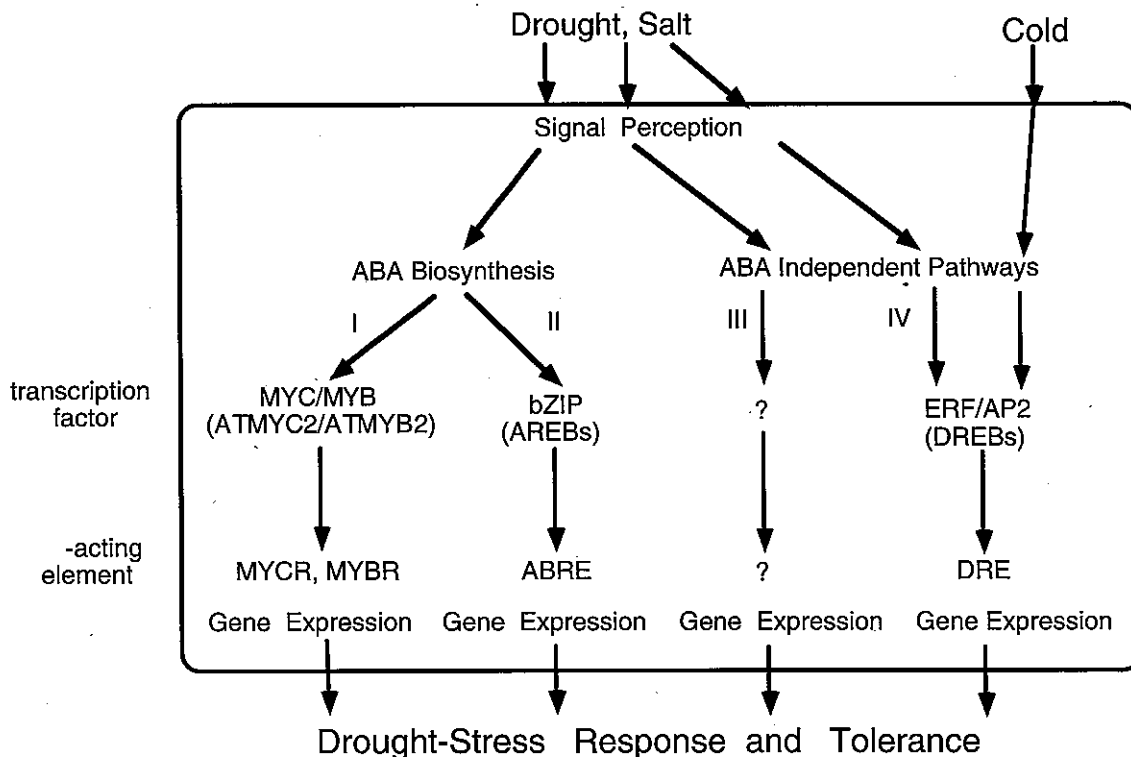 Drought, Salt
Cold
Signal Perception
ABA Biosynthesis
ABA Independent Pathways
I
II
III
IV
transcription
factor
MYC/MYB
(ATMYC2/ATMYB2)
bZIP
(AREBs)
?
ERF/AP2
(DREBs)
-acting
element
MYCR, MYBR
ABRE
?
DRE
Gene Expression
Gene Expression
Gene Expression
Gene Expression
Drought-Stress Response and Tolerance